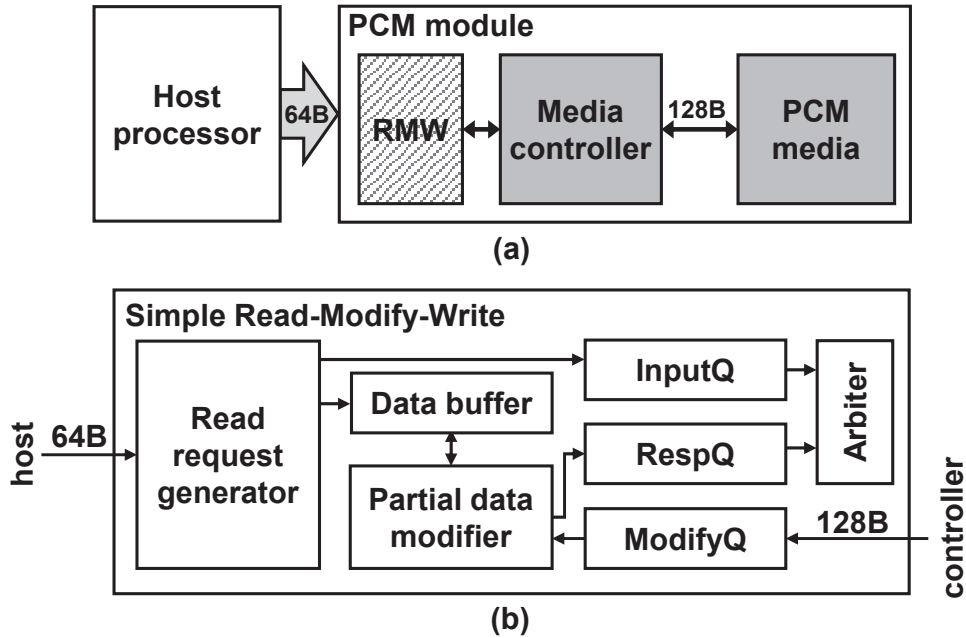 PCM module
Host
processor
64B
RMW
Media
controller
128B
PCM
media
(a)
Simple Read-Modify-Write
host
64B
Read
request
generator
Data buffer
Partial data
modifier
InputQ
RespQ
ModifyQ
Arbiter
128B
controller
(b)